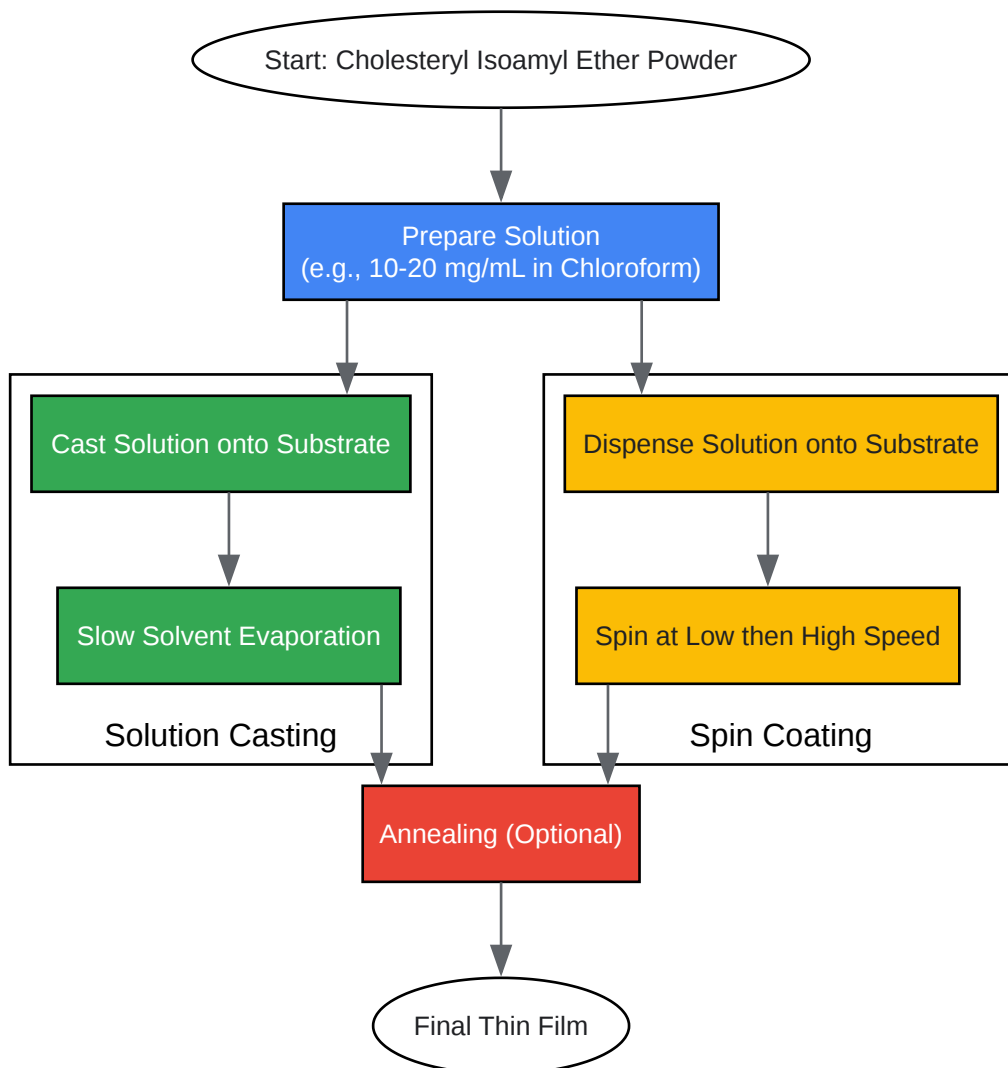 Start: Cholesteryl Isoamyl Ether Powder
Prepare Solution
(e.g., 10-20 mg/mL in Chloroform)
Cast Solution onto Substrate
Slow Solvent Evaporation
Solution Casting
Dispense Solution onto Substrate
Spin at Low then High Speed
Spin Coating
Annealing (Optional)
Final Thin Film